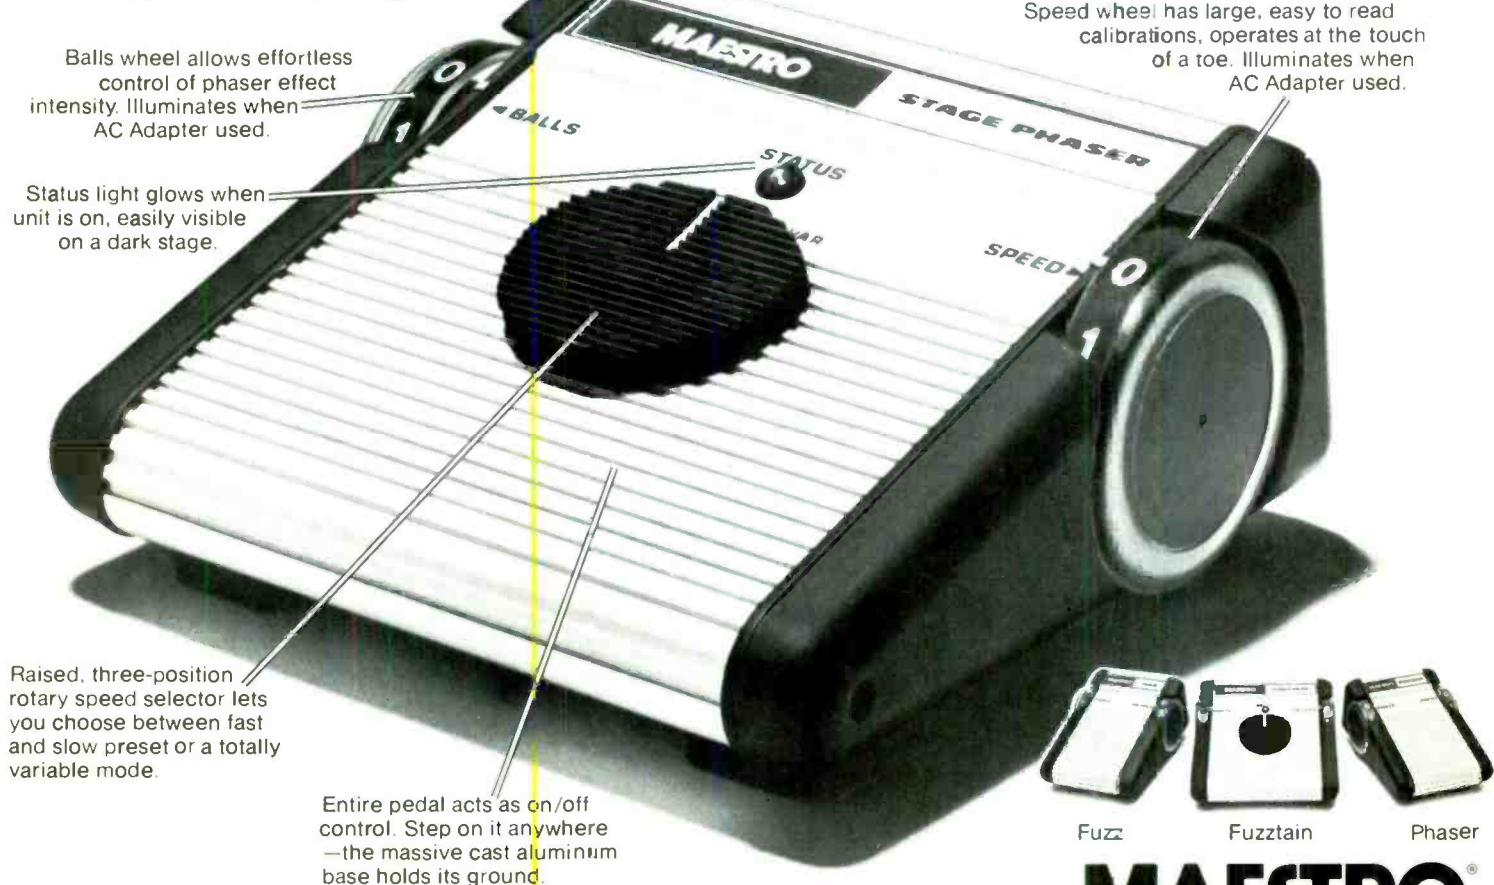 Speed wheel has large, easy to read
calibrations, operates at the touch
of a toe. Illuminates when
AC Adapter used.
Balls wheel allows effortless
control of phaser effect
intensity. Illuminates when
AC Adapter used.
MAESTRO
STAGE PHASER
0
1
◄BALLS
STATUS
Status light glows when
unit is on, easily visible
on a dark stage.
VAR
SPEED►
0
1
Raised, three-position
rotary speed selector lets
you choose between fast
and slow preset or a totally
variable mode.
Entire pedal acts as on/off
control. Step on it anywhere
—the massive cast aluminum
base holds its ground.
MAESTRO
Fuzz
Fuzztain
Phaser
MAESTRO®